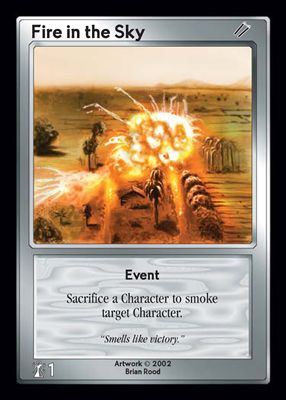 Fire in the Sky
Event
Sacrifice a Character to smoke
target Character.
“Smells like victory.”
1
Artwork © 2002
Brian Rood